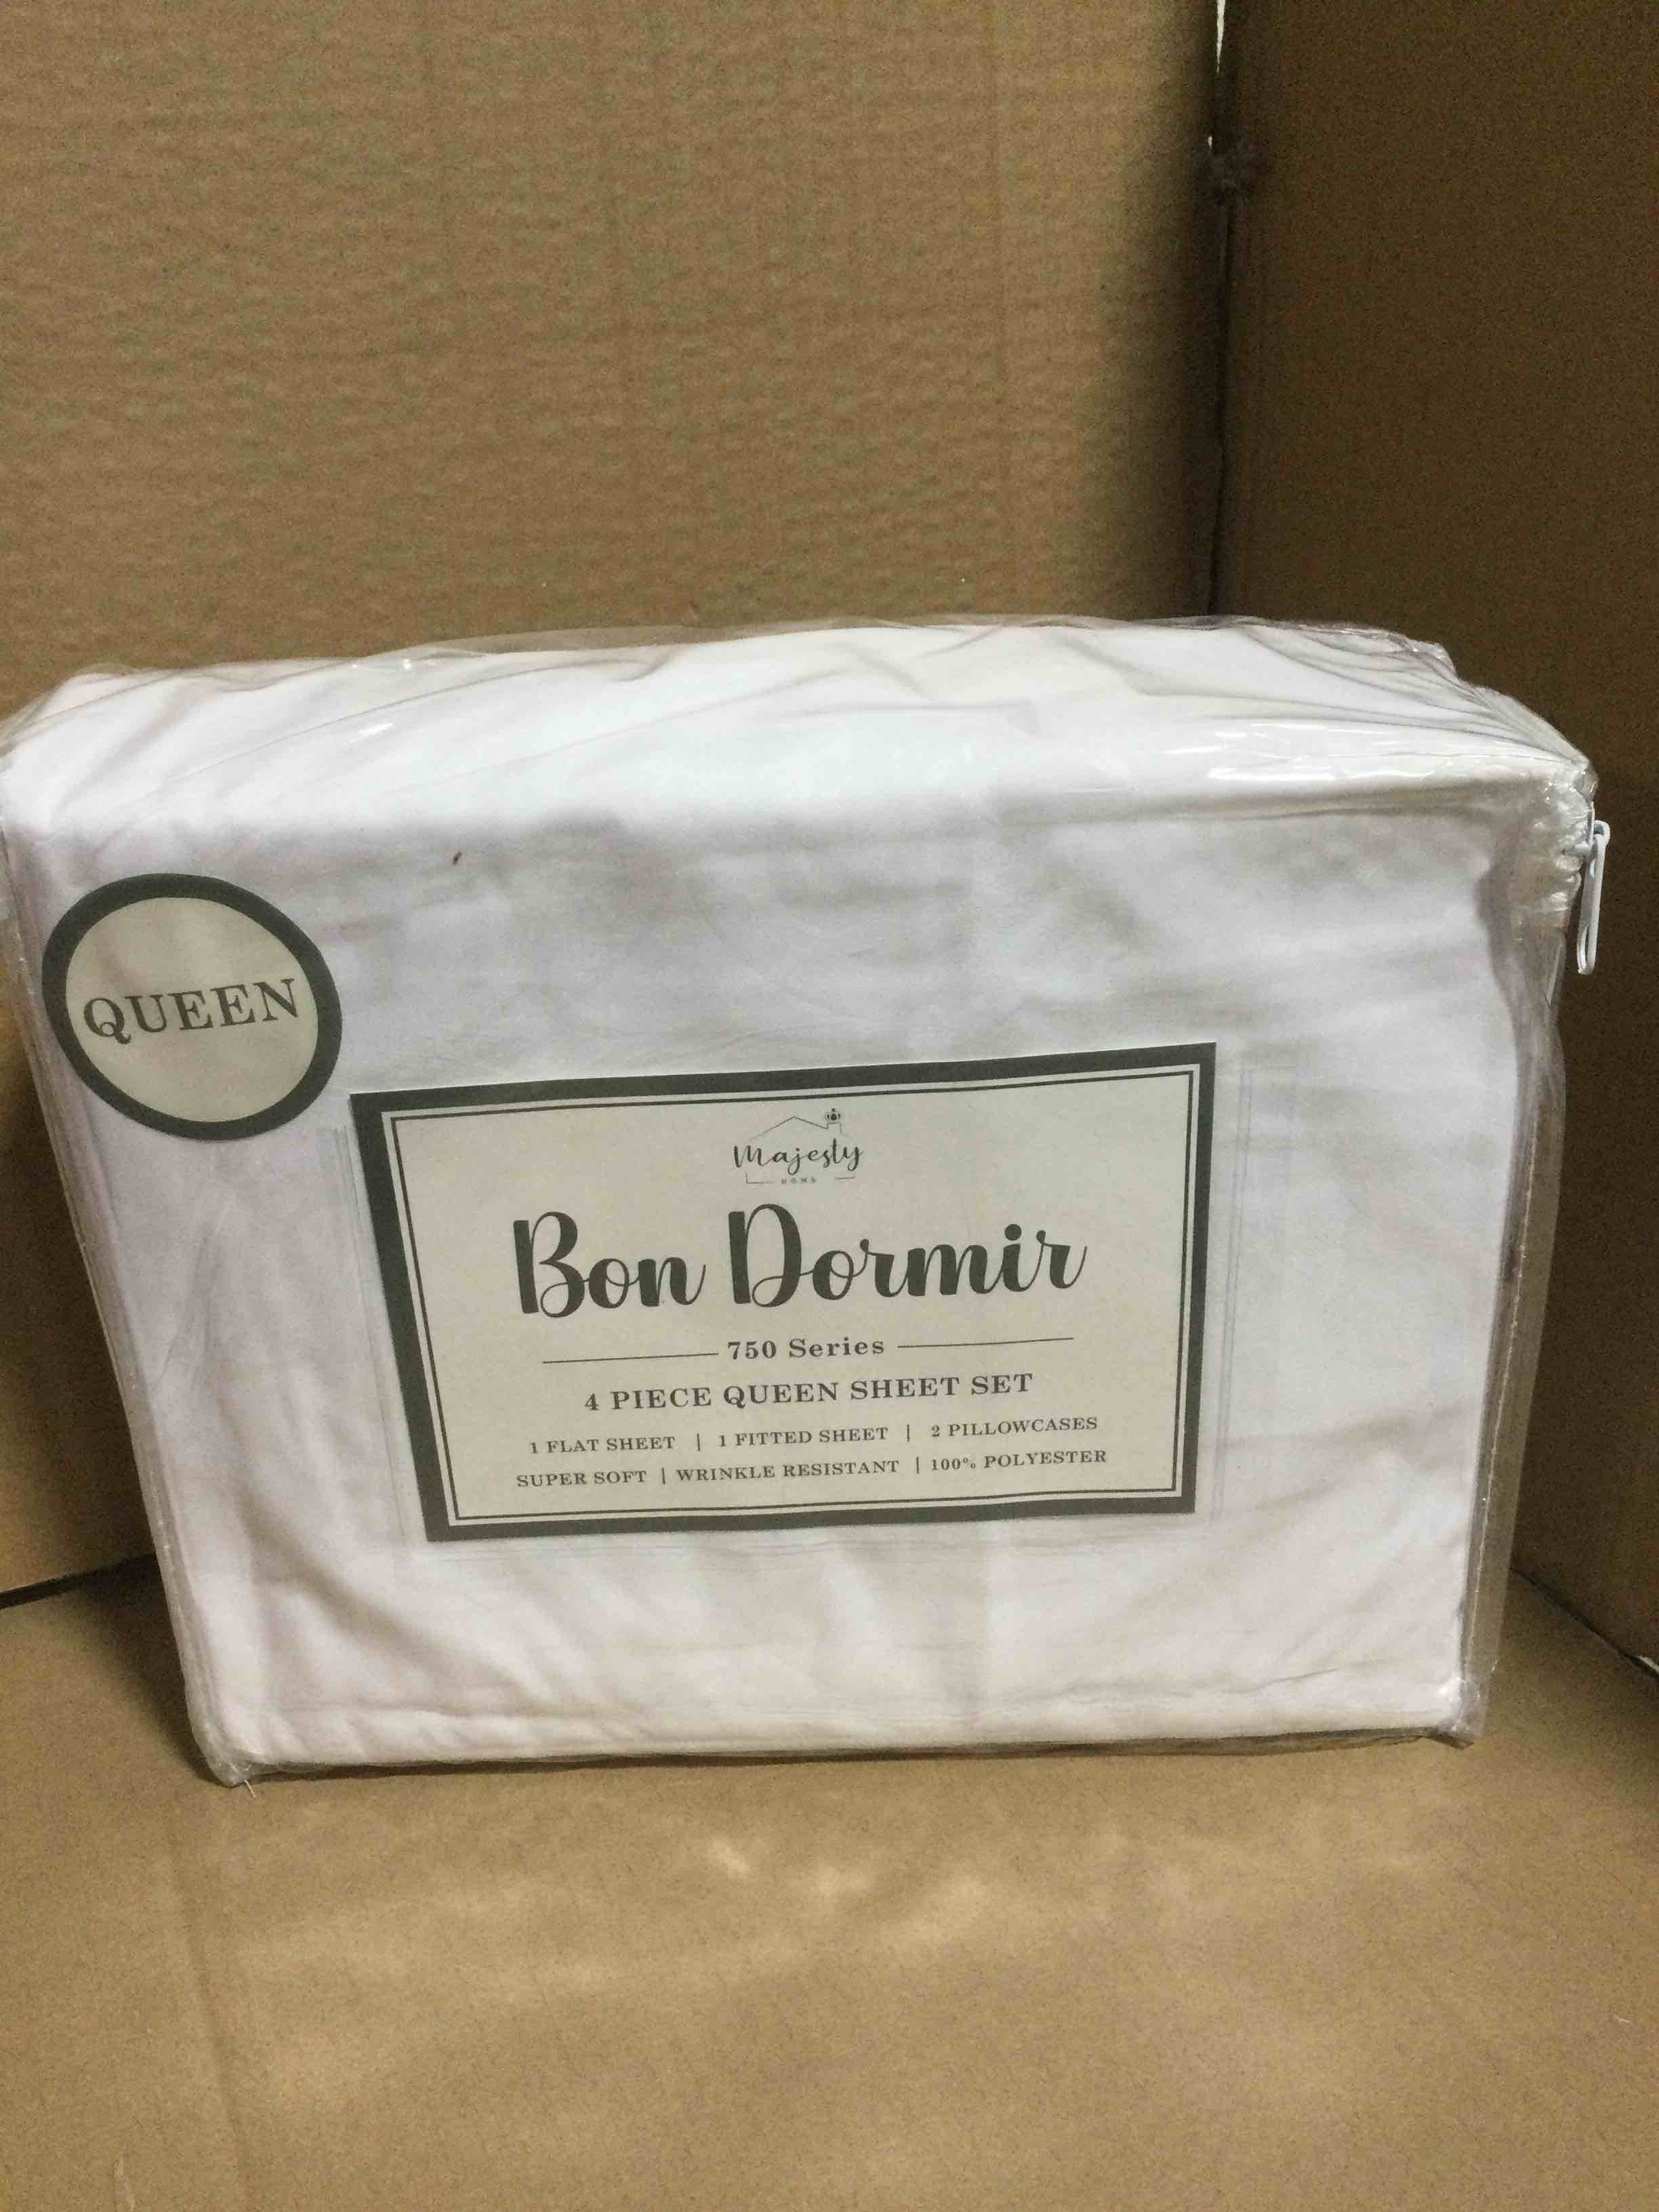 QUEEN
Majesty
HOME
Bon Dormir
750 Series
4 PIECE QUEEN SHEET SET
1 FLAT SHEET | 1 FITTED SHEET | 2 PILLOWCASES
SUPER SOFT | WRINKLE RESISTANT | 100% POLYESTER